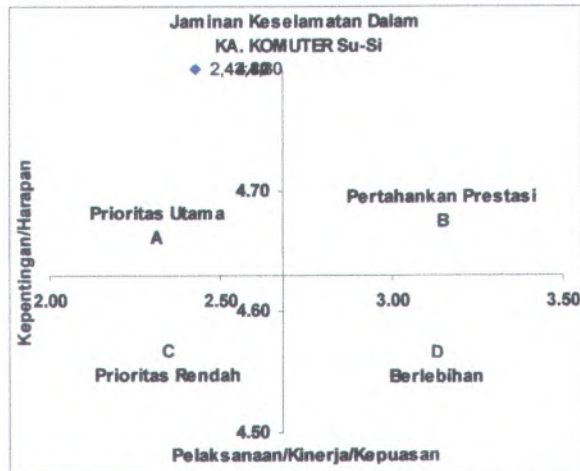 Jaminan Keselamatan Dalam
KA. KOMUTER Su-Si
4.70
Pertahankan Prestasi
Prioritas Utama
B
A
Kepentingan/Harapan
2.00 2.50 3.00 3.50
4.60
C D
Prioritas Rendah Berlebihan
4.50
Pelaksanaan/Kinerja/Kepuasan